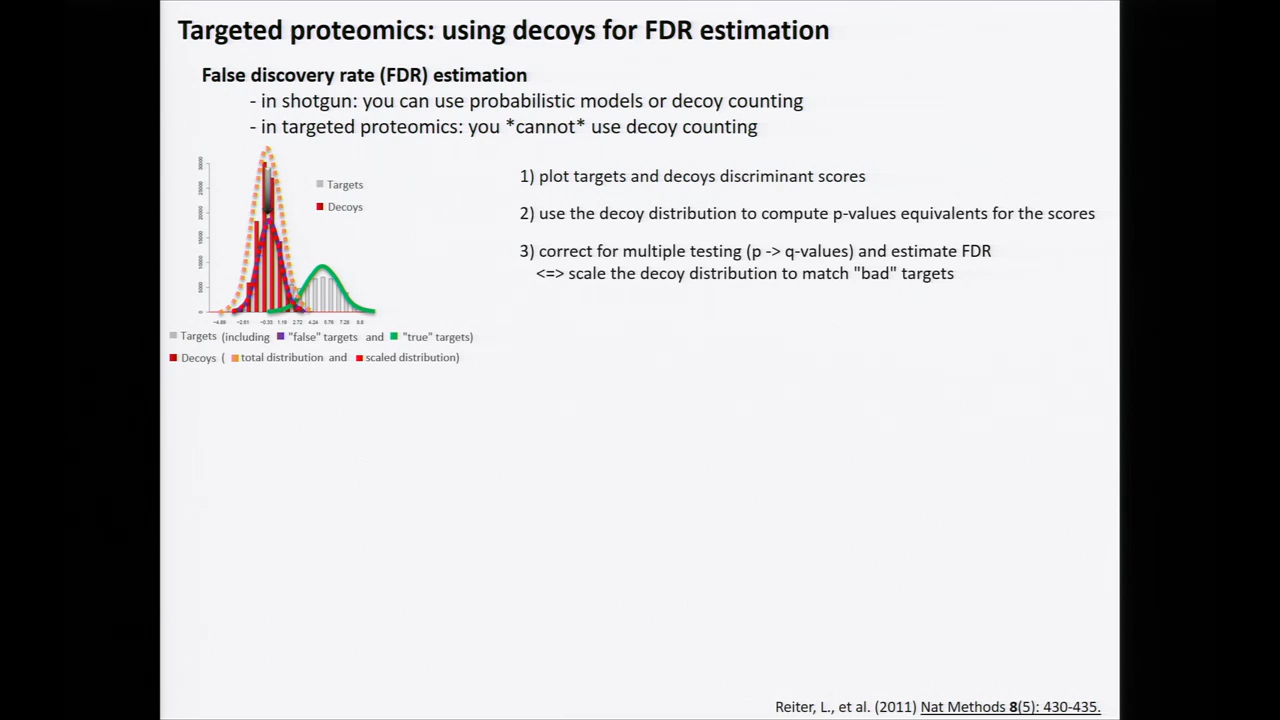 Targeted proteomics: using decoys for FDR estimation
False discovery rate (FDR) estimation
- in shotgun: you can use probabilistic models or decoy counting
- in targeted proteomics: you *cannot* use decoy counting
1) plot targets and decoys discriminant scores
2) use the decoy distribution to compute p-values equivalents for the scores
3) correct for multiple testing (p -> q-values) and estimate FDR
<=> scale the decoy distribution to match "bad" targets
Targets
Decoys
Targets (including "false" targets and "true" targets)
Decoys ( total distribution and scaled distribution)
Reiter, L., et al. (2011) Nat Methods 8(5): 430-435.